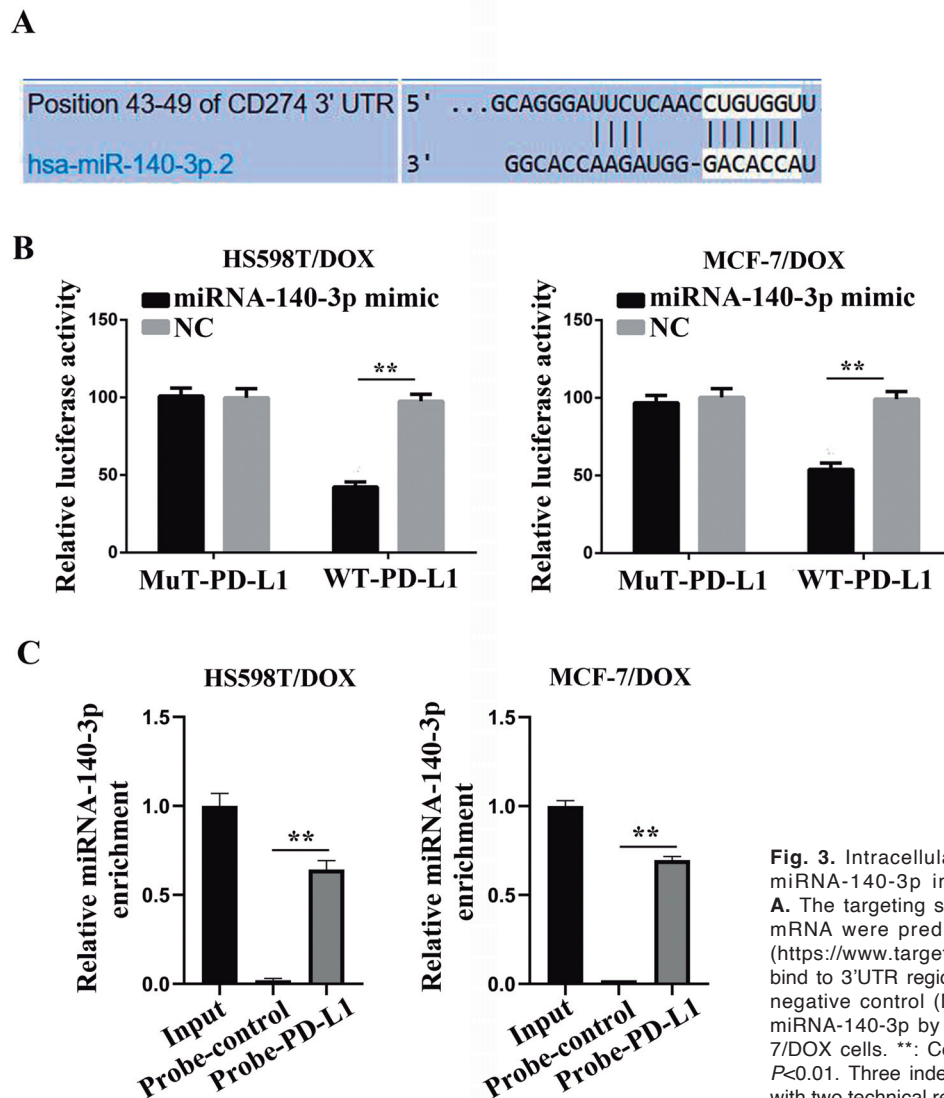 A
Position 43-49 of CD274 3' UTR 5' ...GCAGGGAUUCUCAACCUGUGGUU
hsa-miR-140-3p.2 3' GGCACCAAGAUGG-GACACCAU
B
HS598T/DOX
miRNA-140-3p mimic
NC
Relative luciferase activity
150
100
50
0
**
MuT-PD-L1 WT-PD-L1
MCF-7/DOX
miRNA-140-3p mimic
NC
Relative luciferase activity
150
100
50
0
**
MuT-PD-L1 WT-PD-L1
C
HS598T/DOX
Relative miRNA-140-3p
enrichment
1.5
1.0
0.5
0.0
**
Input
Probe-control
Probe-PD-L1
MCF-7/DOX
Relative miRNA-140-3p
enrichment
1.5
1.0
0.5
0.0
**
Input
Probe-control
Probe-PD-L1
Fig. 3. Intracellula
miRNA-140-3p in
A. The targeting s
mRNA were pred
(https://www.target
bind to 3'UTR region
negative control (
miRNA-140-3p by
7/DOX cells. **: Co
P<0.01. Three inde
with two technical re